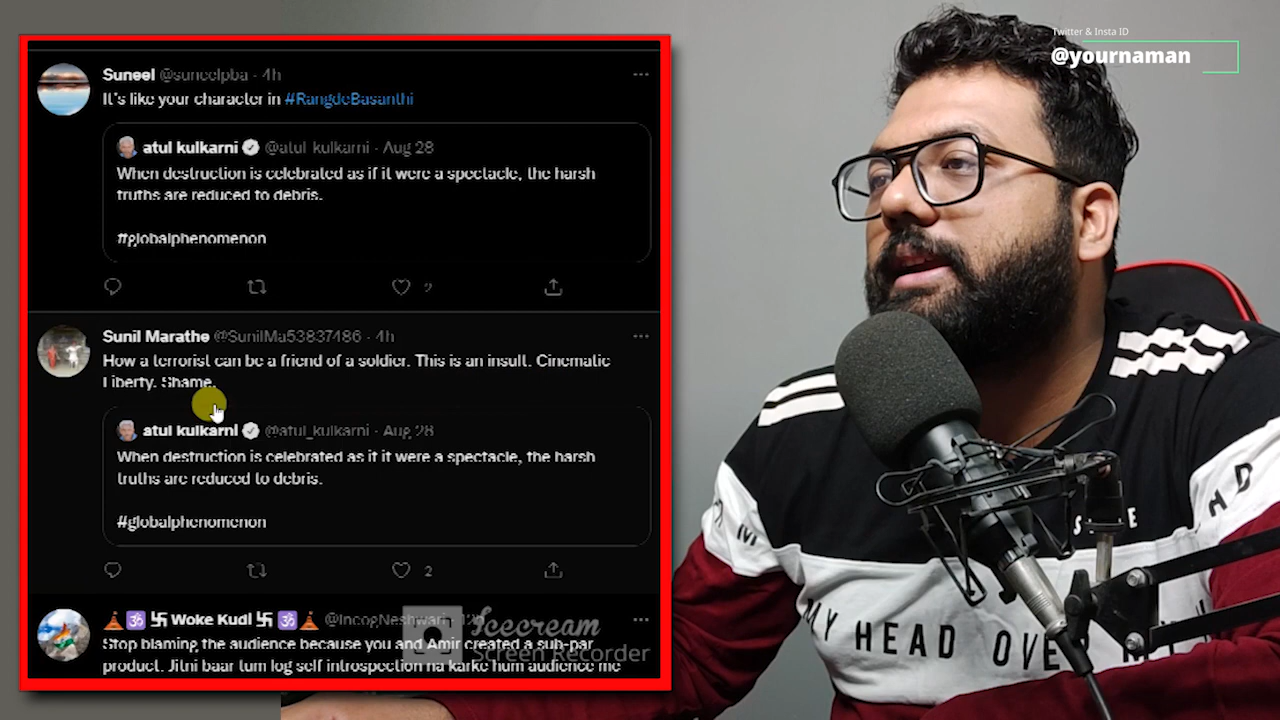 Twitter & Insta ID
@yournaman
Suneel @suneelpba · 4h
It's like your character in #RangdeBasanthi
atul kulkarni @atul_kulkarni · Aug 28
When destruction is celebrated as if it were a spectacle, the harsh
truths are reduced to debris.
#globalphenomenon
2
Sunil Marathe @SunilMa53837486 · 4h
How a terrorist can be a friend of a soldier. This is an insult. Cinematic
Liberty. Shame.
atul kulkarni @atul_kulkarni · Aug 28
When destruction is celebrated as if it were a spectacle, the harsh
truths are reduced to debris.
#globalphenomenon
2
🛕🕉️卐 Woke Kudi 卐🕉️🛕 @IncogNeshwari · 12h
Stop blaming the audience because you and Amir created a sub-par
product. Jitni baar tum log self introspection na karke hum audience me
Icecream
Screen Recorder
MY HEAD OVER